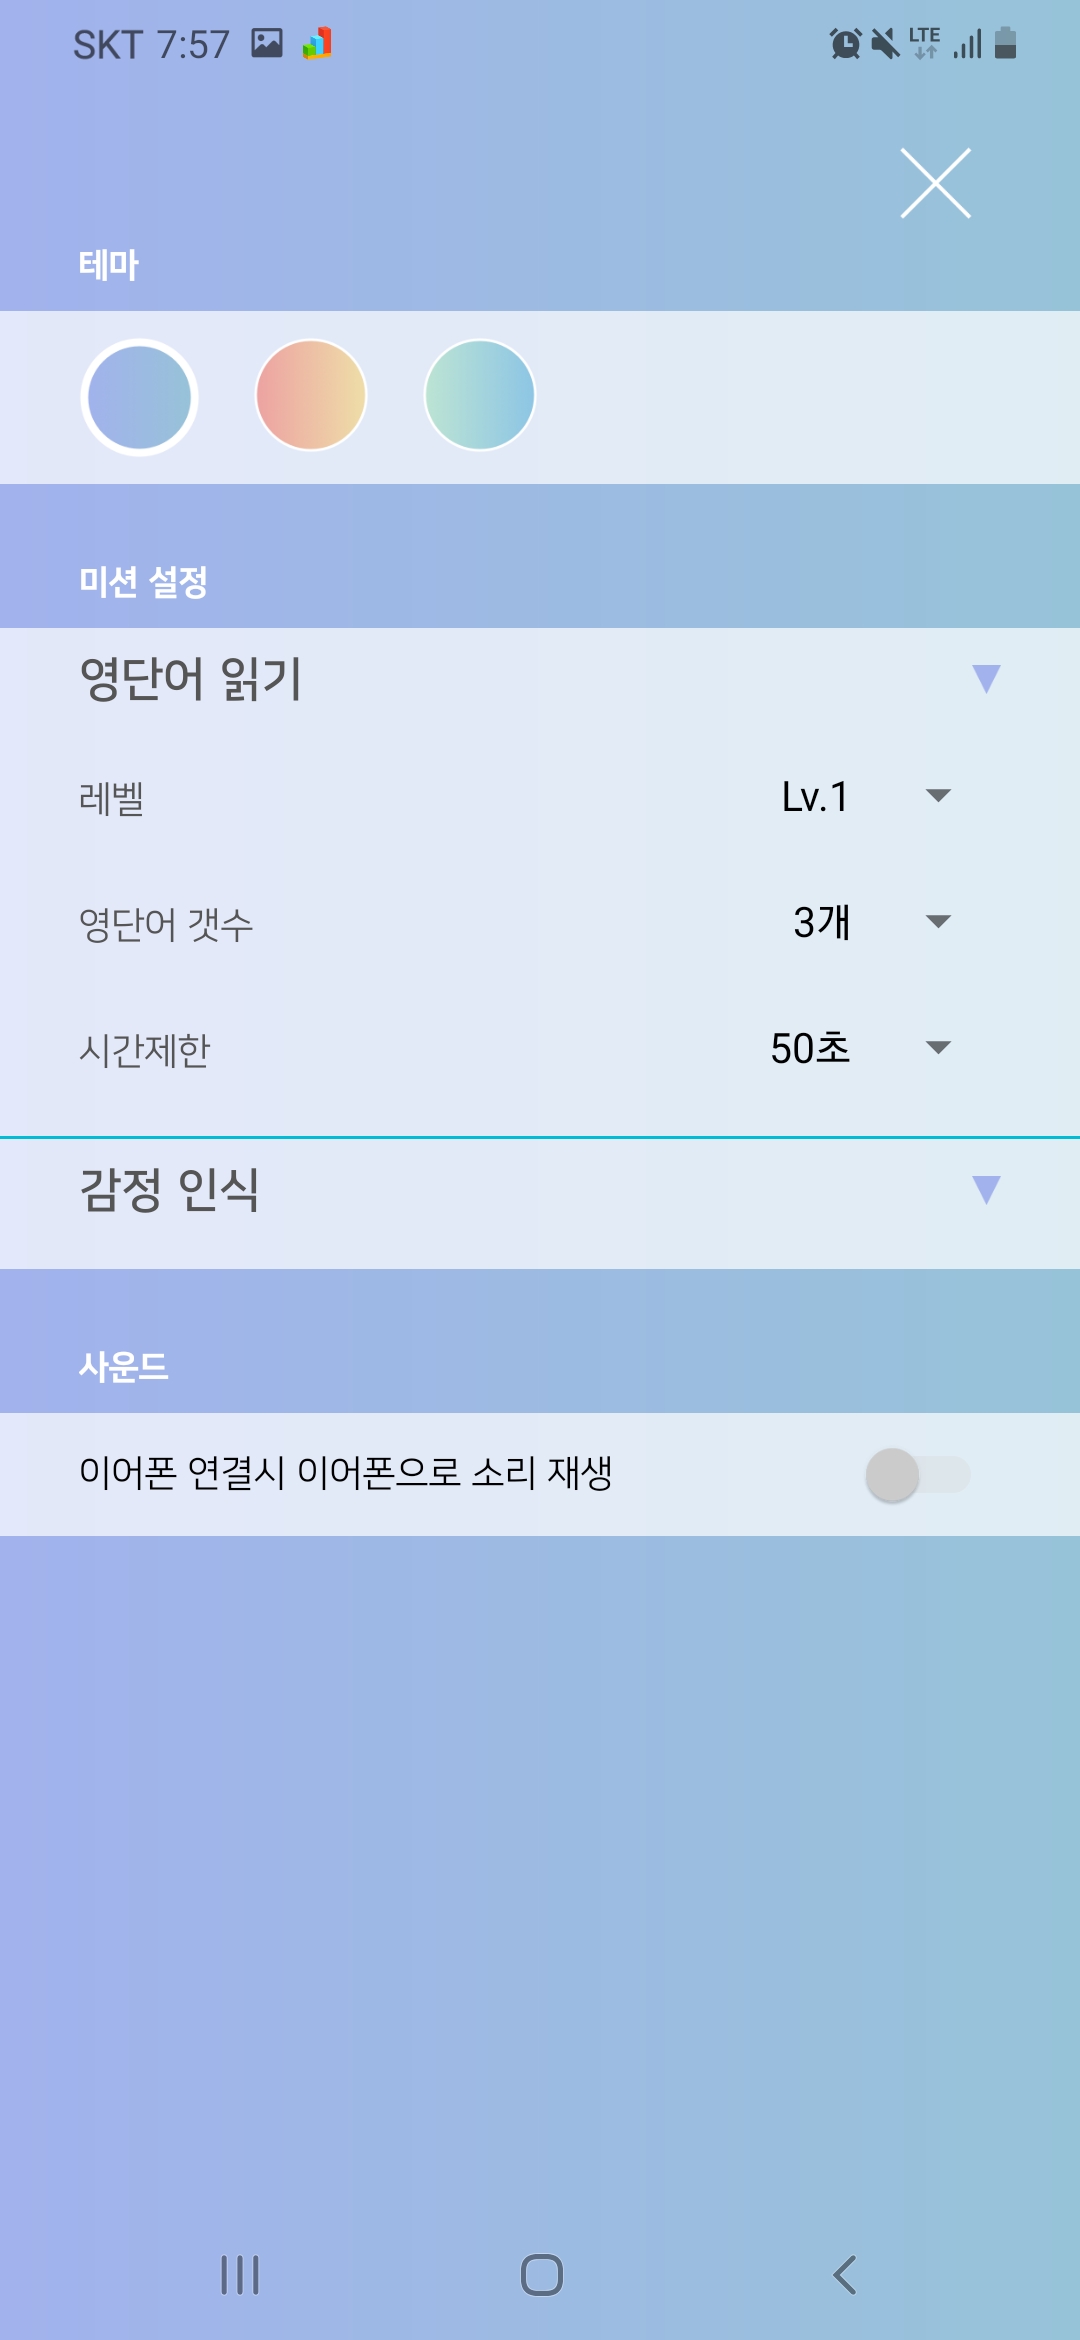 SKT 7:57
LTE
테마
미션 설정
영단어 읽기
레벨 Lv.1
영단어 갯수 3개
시간제한 50초
감정 인식
사운드
이어폰 연결시 이어폰으로 소리 재생